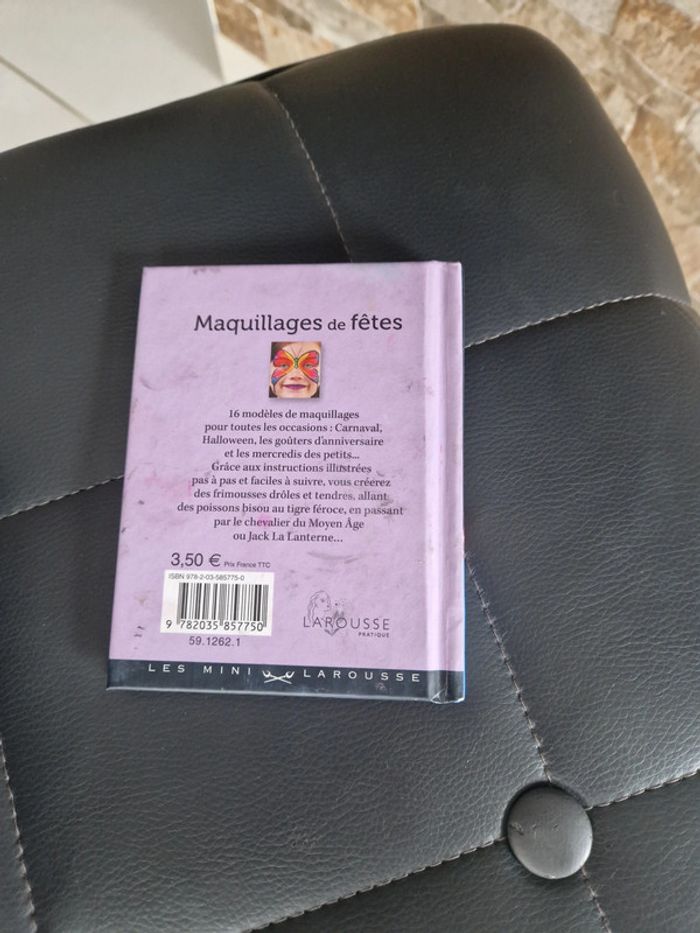 Maquillages de fêtes
16 modèles de maquillages
pour toutes les occasions : Carnaval,
Halloween, les goûters d'anniversaire
et les mercredis des petits...
Grâce aux instructions illustrées
pas à pas et faciles à suivre, vous créerez
des frimousses drôles et tendres, allant
des poissons bisou au tigre féroce, en passant
par le chevalier du Moyen Âge
ou Jack La Lanterne...
3,50 € Prix France TTC
ISBN 978-2-03-585775-0
9 782035 857750
59.1262.1
LAROUSSE
PRATIQUE
LES MINI LAROUSSE